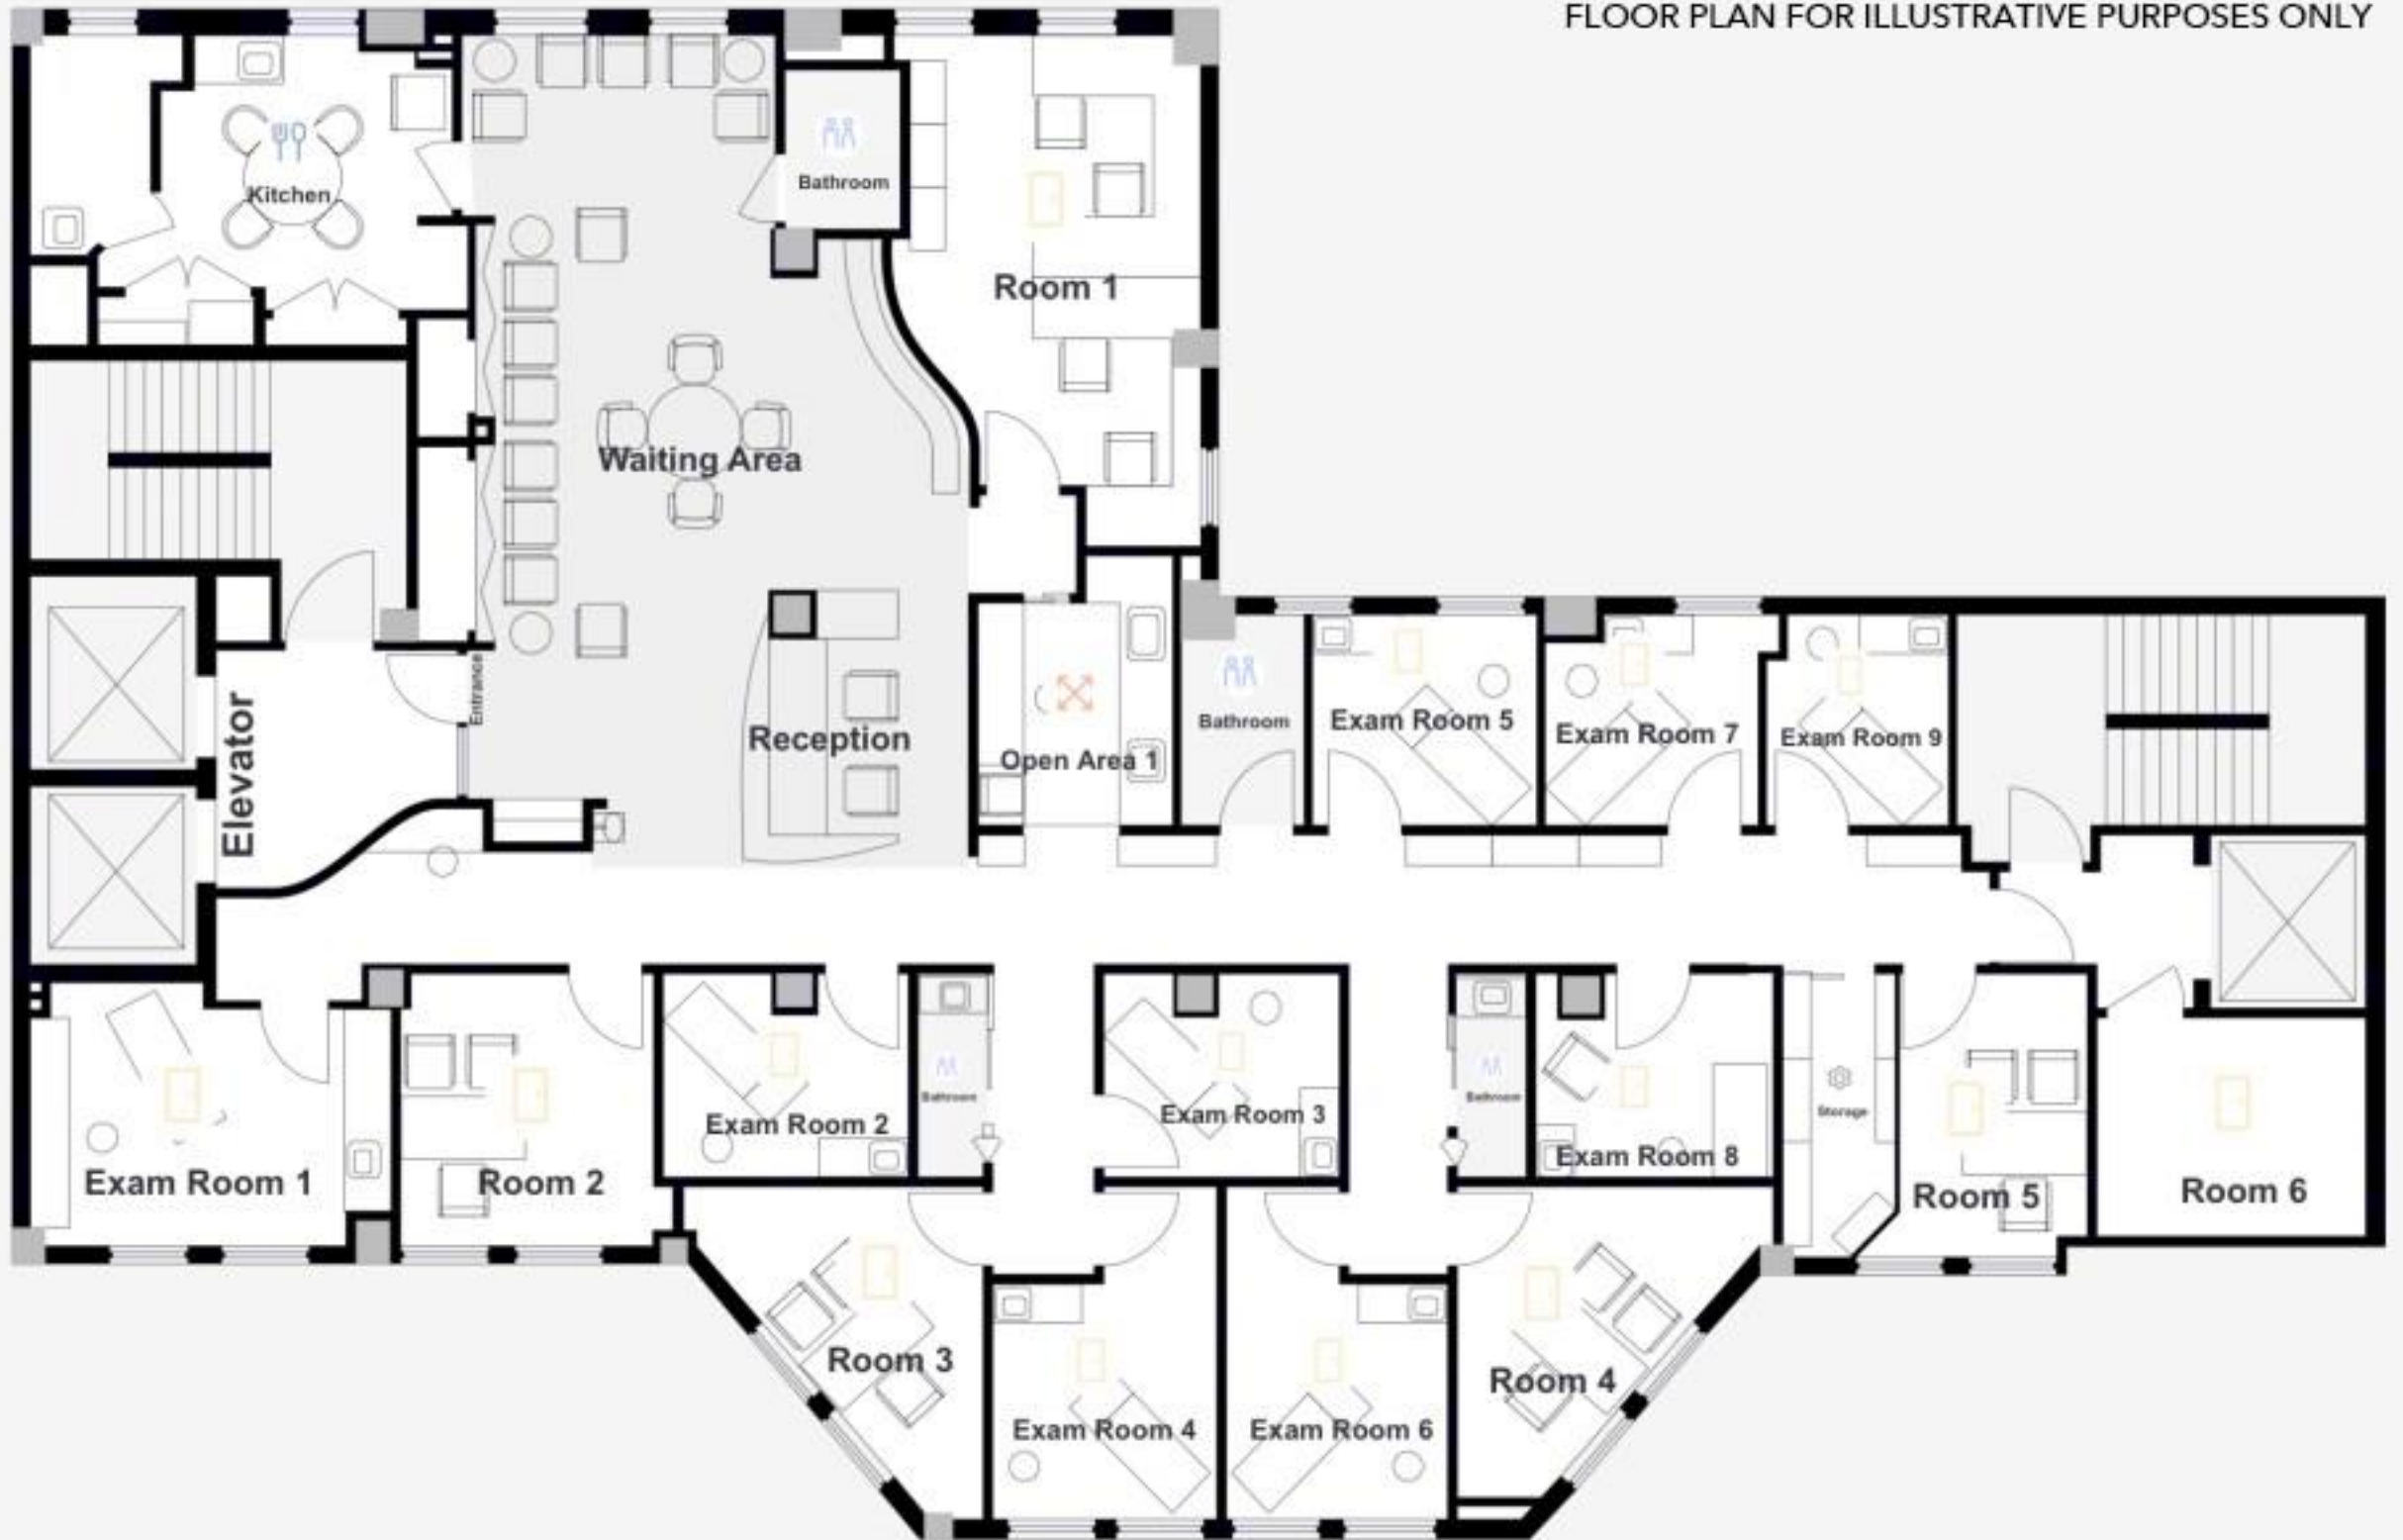 FLOOR PLAN FOR ILLUSTRATIVE PURPOSES ONLY
Kitchen
Bathroom
Room 1
Waiting Area
Entrance
Elevator
Reception
Open Area 1
Bathroom
Exam Room 5
Exam Room 7
Exam Room 9
Exam Room 1
Room 2
Exam Room 2
Bathroom
Exam Room 3
Bathroom
Exam Room 8
Storage
Room 5
Room 6
Room 3
Exam Room 4
Exam Room 6
Room 4